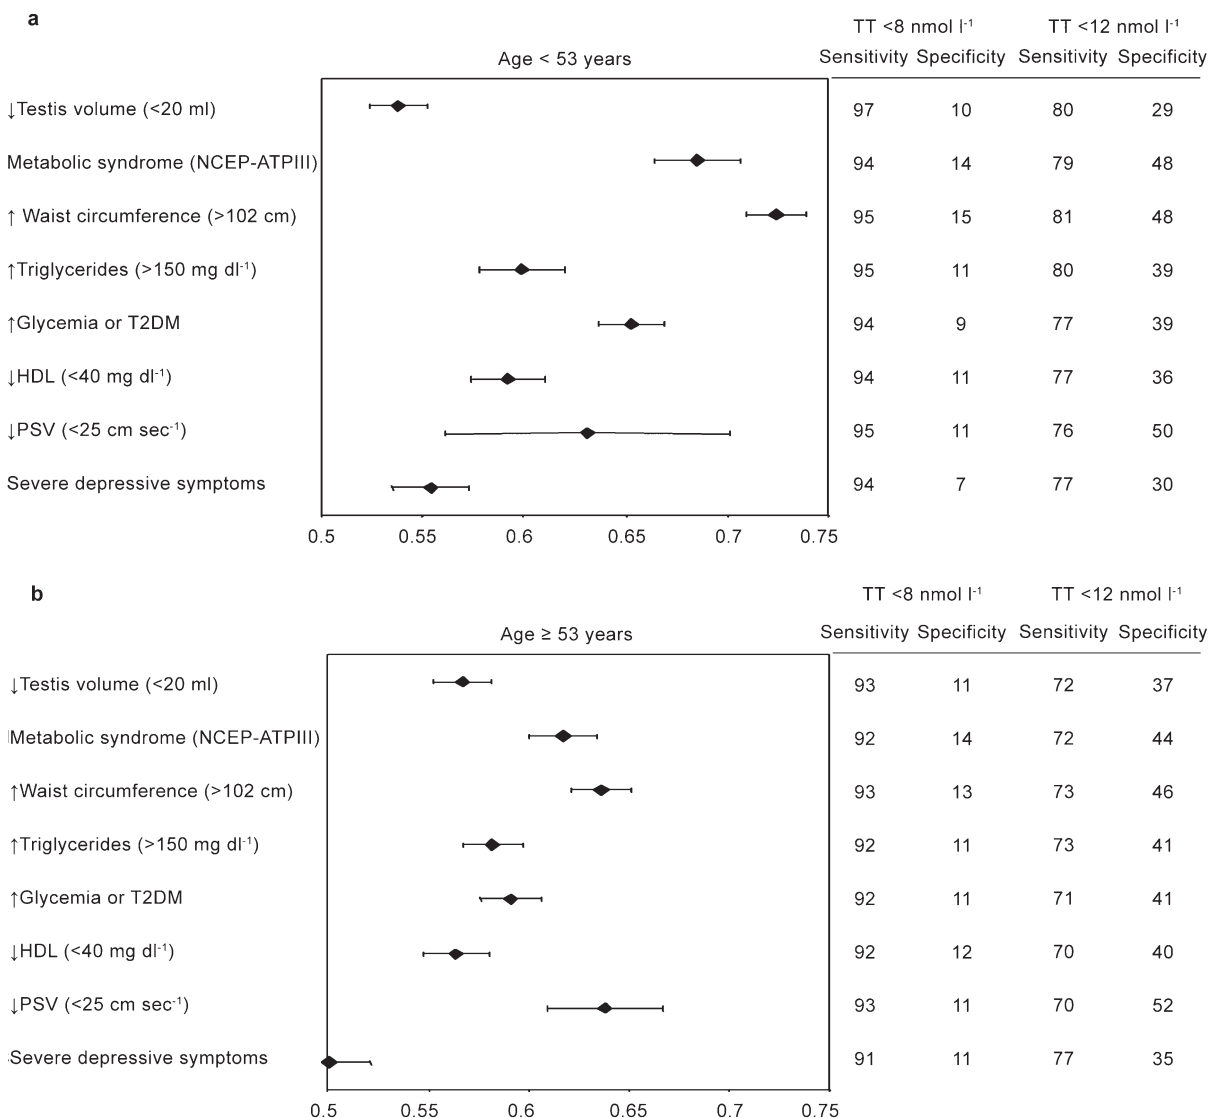 a
TT <8 nmol l-1 TT <12 nmol l-1
Age < 53 years Sensitivity Specificity Sensitivity Specificity
↓Testis volume (<20 ml) 97 10 80 29
Metabolic syndrome (NCEP-ATPIII) 94 14 79 48
↑ Waist circumference (>102 cm) 95 15 81 48
↑Triglycerides (>150 mg dl-1) 95 11 80 39
↑Glycemia or T2DM 94 9 77 39
↓HDL (<40 mg dl-1) 94 11 77 36
↓PSV (<25 cm sec-1) 95 11 76 50
Severe depressive symptoms 94 7 77 30
0.5 0.55 0.6 0.65 0.7 0.75
b
TT <8 nmol l-1 TT <12 nmol l-1
Age ≥ 53 years Sensitivity Specificity Sensitivity Specificity
↓Testis volume (<20 ml) 93 11 72 37
Metabolic syndrome (NCEP-ATPIII) 92 14 72 44
↑Waist circumference (>102 cm) 93 13 73 46
↑Triglycerides (>150 mg dl-1) 92 11 73 41
↑Glycemia or T2DM 92 11 71 41
↓HDL (<40 mg dl-1) 92 12 70 40
↓PSV (<25 cm sec-1) 93 11 70 52
Severe depressive symptoms 91 11 77 35
0.5 0.55 0.6 0.65 0.7 0.75